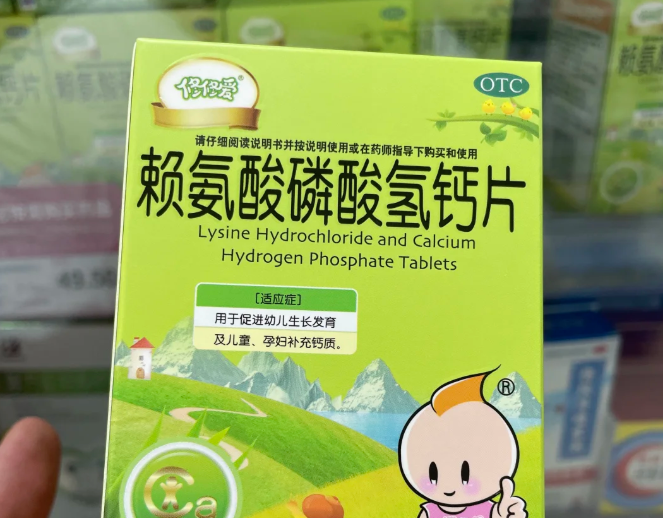 修修爱®
OTC
请仔细阅读说明书并按说明使用或在药师指导下购买和使用
赖氨酸磷酸氢钙片
Lysine Hydrochloride and Calcium
Hydrogen Phosphate Tablets
[适应症]
用于促进幼儿生长发育
及儿童、孕妇补充钙质。
®
Ca